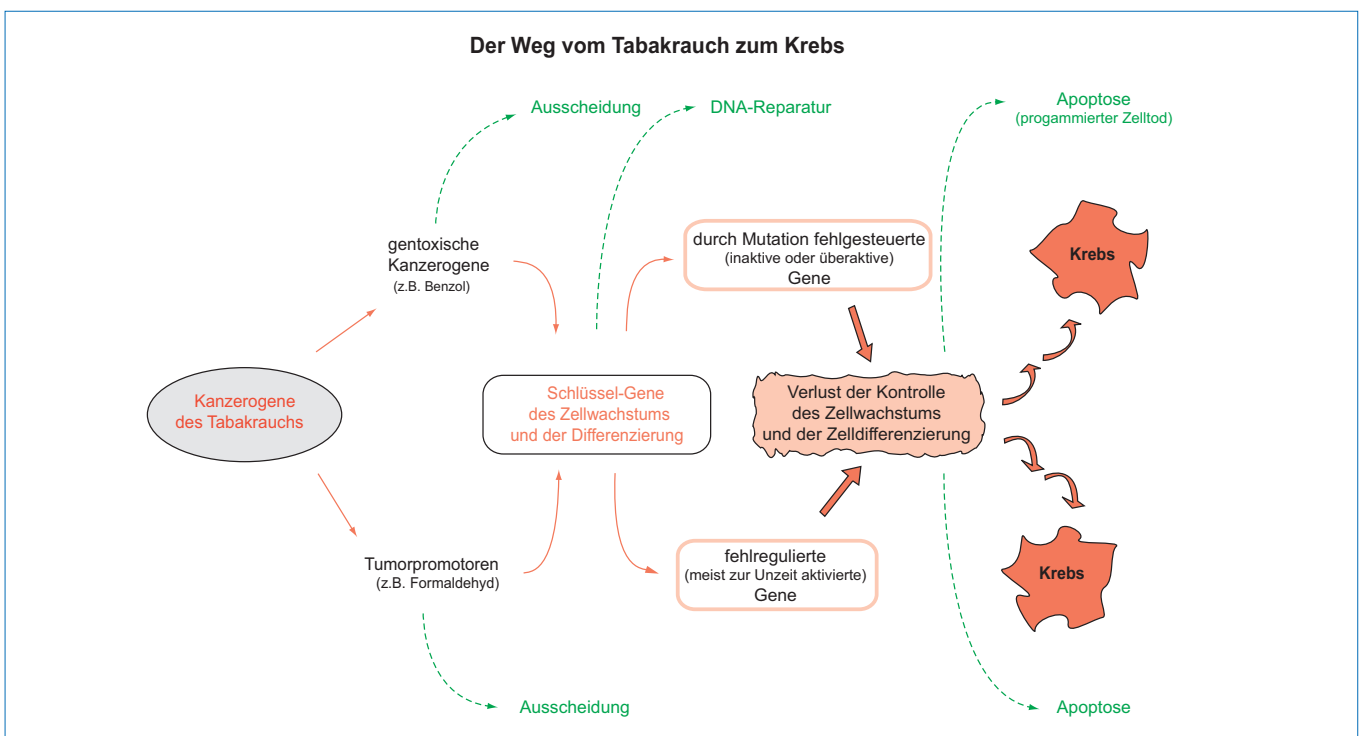 Der Weg vom Tabakrauch zum Krebs
Ausscheidung
DNA-Reparatur
Apoptose
(progammierter Zelltod)
gentoxische
Kanzerogene
(z.B. Benzol)
durch Mutation fehlgesteuerte
(inaktive oder überaktive)
Gene
Krebs
Kanzerogene
des Tabakrauchs
Schlüssel-Gene
des Zellwachstums
und der Differenzierung
Verlust der Kontrolle
des Zellwachstums
und der Zelldifferenzierung
Tumorpromotoren
(z.B. Formaldehyd)
fehlregulierte
(meist zur Unzeit aktivierte)
Gene
Krebs
Ausscheidung
Apoptose